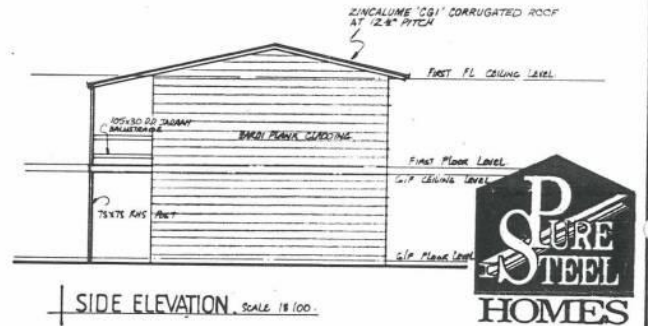 ZINCALUME 'CGI' CORRUGATED ROOF
AT 12½° PITCH
FIRST FL CEILING LEVEL
105x30 RR JARRAH
BALUSTRADE
BARDI PLANK CLADDING
FIRST FLOOR LEVEL
G/F CEILING LEVEL
75x75 RHS POST
G/F FLOOR LEVEL
SIDE ELEVATION. SCALE 1:100.
PURE
STEEL
HOMES